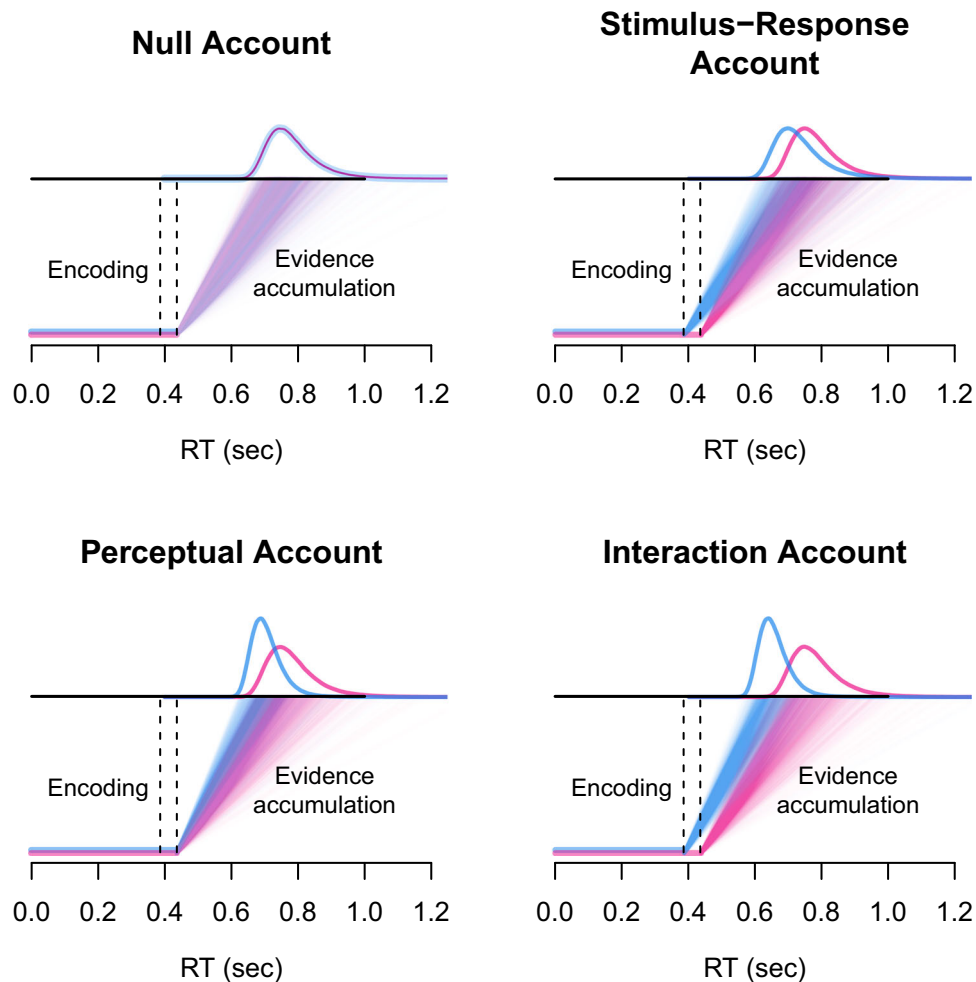 Null Account
Encoding
Evidence
accumulation
0.0 0.2 0.4 0.6 0.8 1.0 1.2
RT (sec)
Stimulus−Response
Account
Encoding
Evidence
accumulation
0.0 0.2 0.4 0.6 0.8 1.0 1.2
RT (sec)
Perceptual Account
Encoding
Evidence
accumulation
0.0 0.2 0.4 0.6 0.8 1.0 1.2
RT (sec)
Interaction Account
Encoding
Evidence
accumulation
0.0 0.2 0.4 0.6 0.8 1.0 1.2
RT (sec)